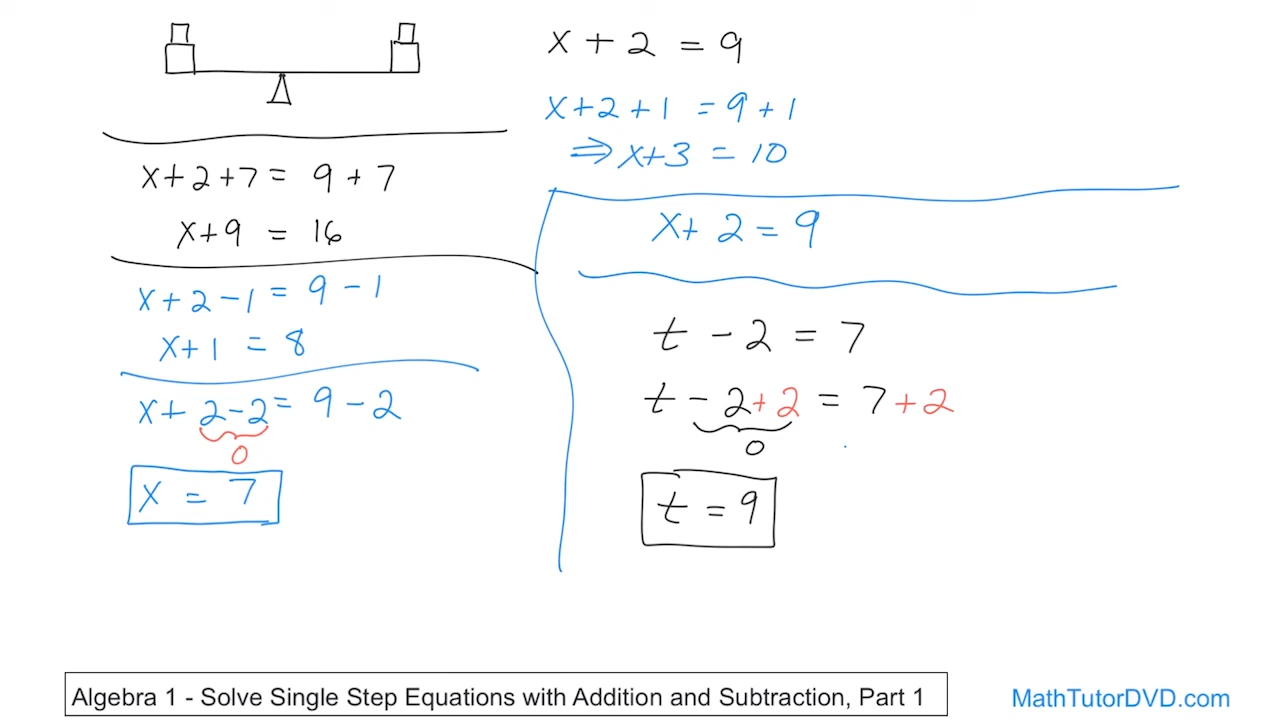 x + 2 = 9
x + 2 + 1 = 9 + 1
⇒ x + 3 = 10
x + 2 + 7 = 9 + 7
x + 9 = 16
x + 2 - 1 = 9 - 1
x + 1 = 8
x + 2 - 2 = 9 - 2
0
x = 7
x + 2 = 9
t - 2 = 7
t - 2 + 2 = 7 + 2
0
t = 9
Algebra 1 - Solve Single Step Equations with Addition and Subtraction, Part 1
MathTutorDVD.com